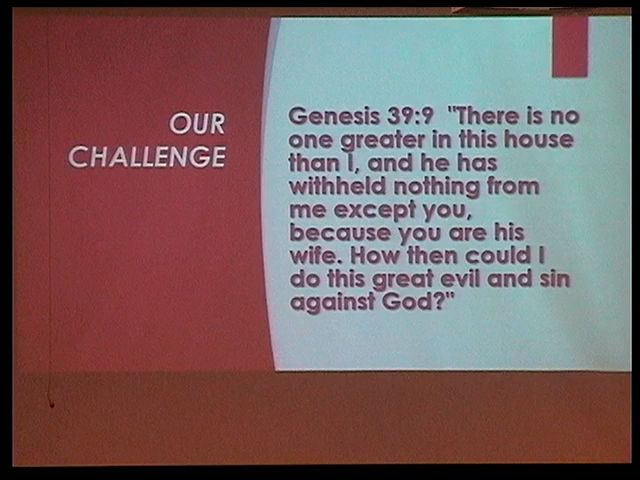 OUR
CHALLENGE
Genesis 39:9 "There is no
one greater in this house
than I, and he has
withheld nothing from
me except you,
because you are his
wife. How then could I
do this great evil and sin
against God?"